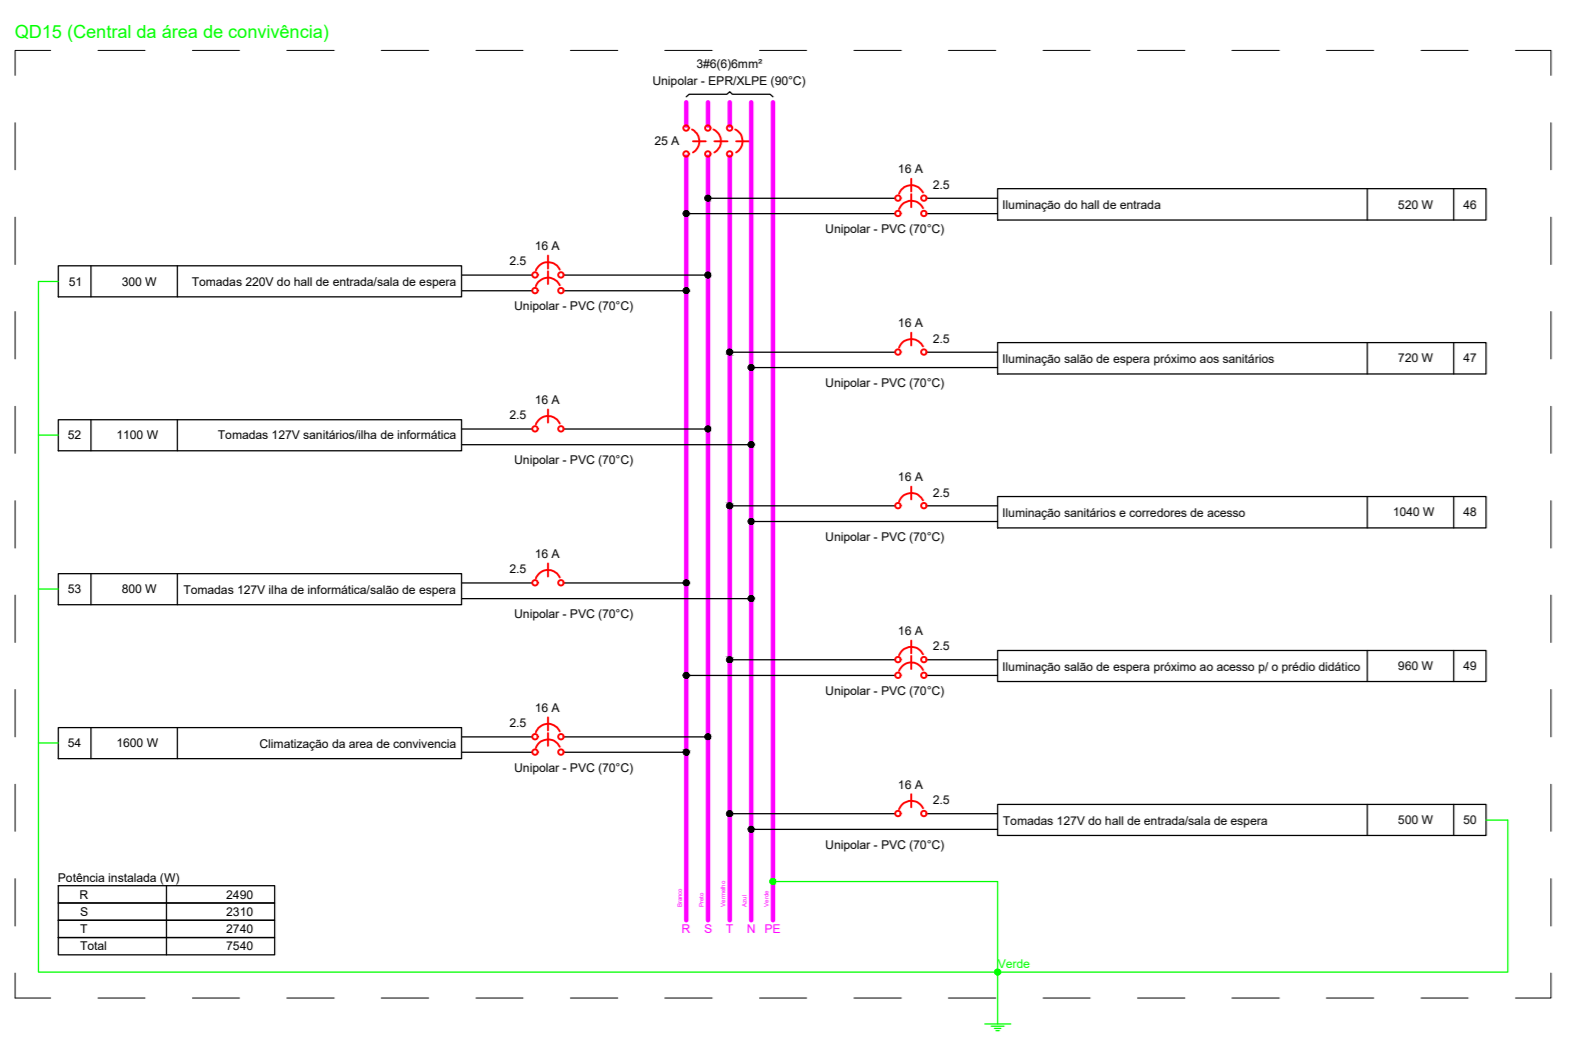 QD15 (Central da área de convivência)
3#6(6)6mm²
Unipolar - EPR/XLPE (90°C)
25 A
16 A
2.5
Iluminação do hall de entrada 520 W 46
Unipolar - PVC (70°C)
16 A
2.5
51 300 W Tomadas 220V do hall de entrada/sala de espera
Unipolar - PVC (70°C)
16 A
2.5
Iluminação salão de espera próximo aos sanitários 720 W 47
Unipolar - PVC (70°C)
16 A
2.5
52 1100 W Tomadas 127V sanitários/ilha de informática
Unipolar - PVC (70°C)
16 A
2.5
Iluminação sanitários e corredores de acesso 1040 W 48
Unipolar - PVC (70°C)
16 A
2.5
53 800 W Tomadas 127V ilha de informática/salão de espera
Unipolar - PVC (70°C)
16 A
2.5
Iluminação salão de espera próximo ao acesso p/ o prédio didático 960 W 49
Unipolar - PVC (70°C)
16 A
2.5
54 1600 W Climatização da area de convivencia
Unipolar - PVC (70°C)
16 A
2.5
Tomadas 127V do hall de entrada/sala de espera 500 W 50
Unipolar - PVC (70°C)
Potência instalada (W)
R 2490
S 2310
T 2740
Total 7540
Branco Preto Vermelho Azul Verde
R S T N PE
Verde